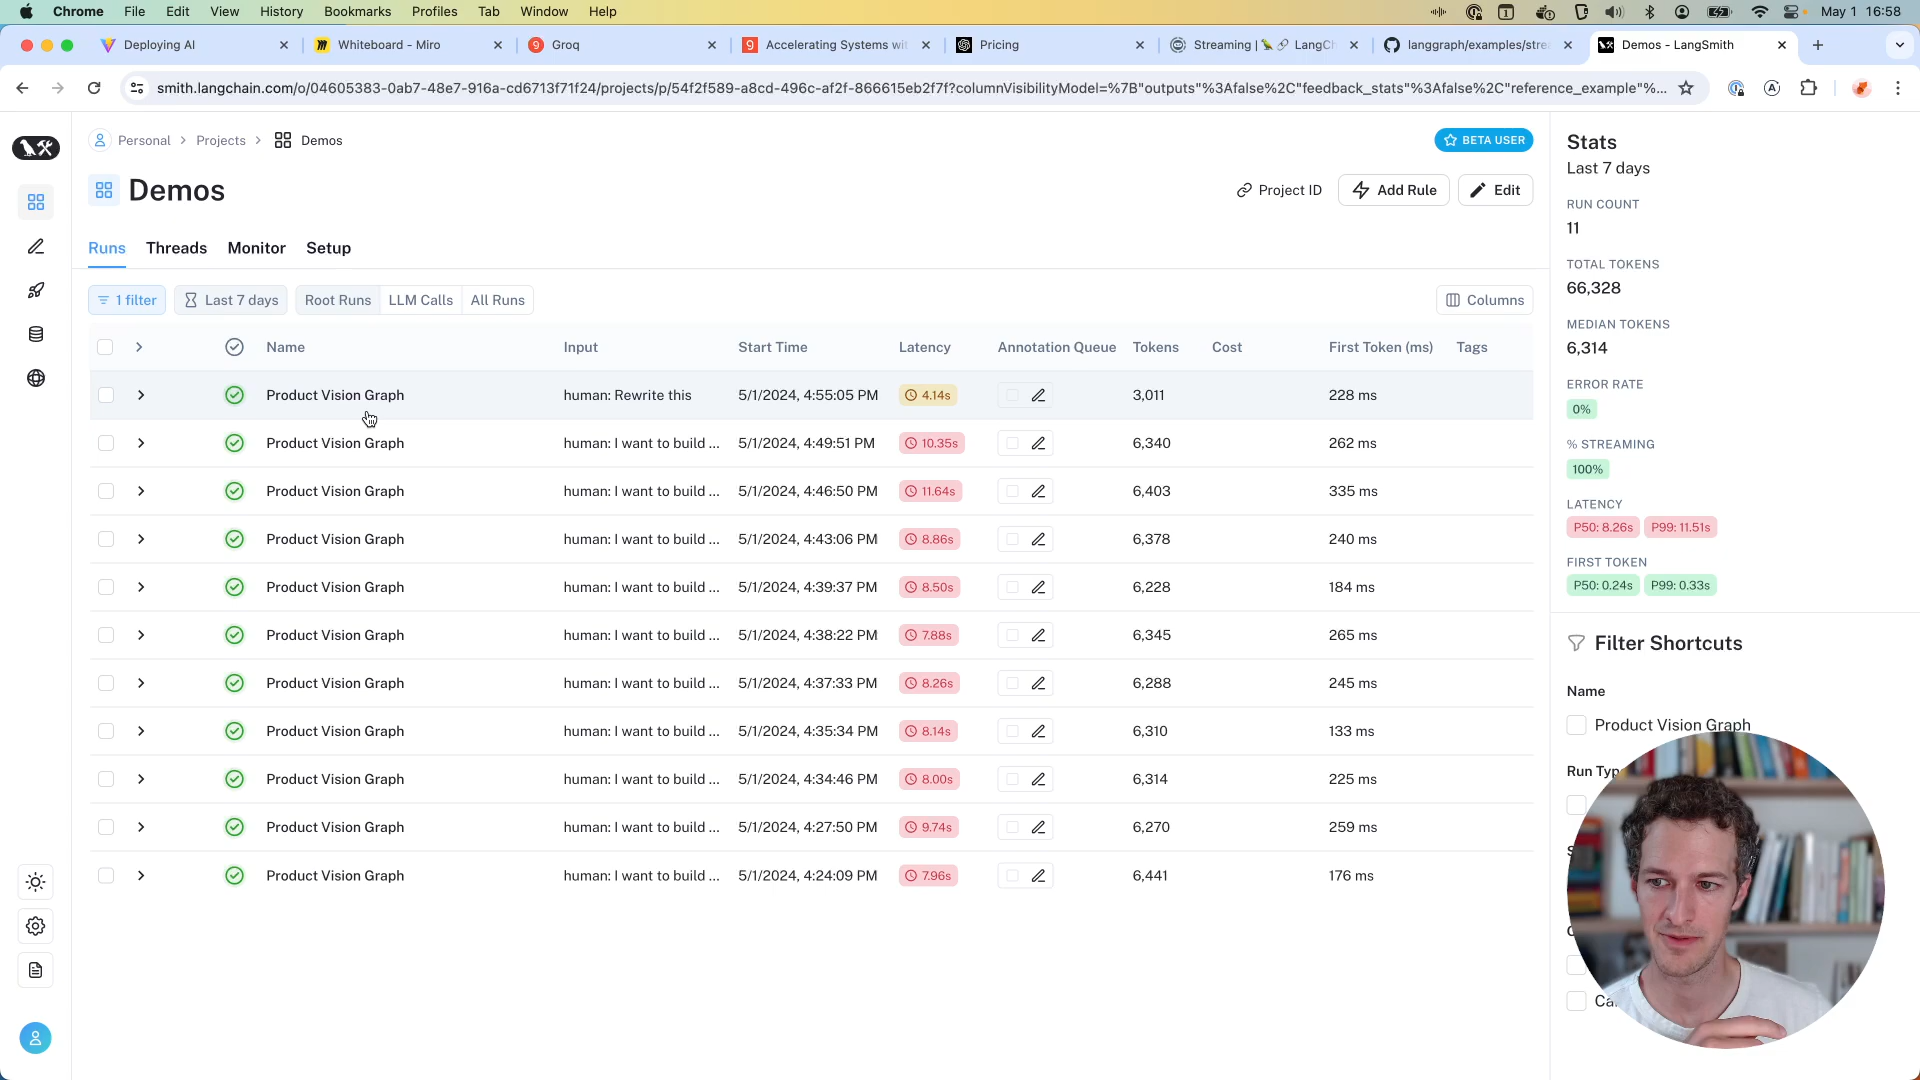 Chrome File Edit View History Bookmarks Profiles Tab Window Help May 1 16:58
Deploying AI Whiteboard - Miro Groq Accelerating Systems wit Pricing Streaming | LangCh langgraph/examples/stre Demos - LangSmith
smith.langchain.com/o/04605383-0ab7-48e7-916a-cd6713f71f24/projects/p/54f2f589-a8cd-496c-af2f-866615eb2f7f?columnVisibilityModel=%7B"outputs"%3Afalse%2C"feedback_stats"%3Afalse%2C"reference_example"%...
Personal > Projects > Demos
BETA USER
Demos
Project ID Add Rule Edit
Runs Threads Monitor Setup
1 filter Last 7 days Root Runs LLM Calls All Runs Columns
Name Input Start Time Latency Annotation Queue Tokens Cost First Token (ms) Tags
Product Vision Graph human: Rewrite this 5/1/2024, 4:55:05 PM 4.14s 3,011 228 ms
Product Vision Graph human: I want to build ... 5/1/2024, 4:49:51 PM 10.35s 6,340 262 ms
Product Vision Graph human: I want to build ... 5/1/2024, 4:46:50 PM 11.64s 6,403 335 ms
Product Vision Graph human: I want to build ... 5/1/2024, 4:43:06 PM 8.86s 6,378 240 ms
Product Vision Graph human: I want to build ... 5/1/2024, 4:39:37 PM 8.50s 6,228 184 ms
Product Vision Graph human: I want to build ... 5/1/2024, 4:38:22 PM 7.88s 6,345 265 ms
Product Vision Graph human: I want to build ... 5/1/2024, 4:37:33 PM 8.26s 6,288 245 ms
Product Vision Graph human: I want to build ... 5/1/2024, 4:35:34 PM 8.14s 6,310 133 ms
Product Vision Graph human: I want to build ... 5/1/2024, 4:34:46 PM 8.00s 6,314 225 ms
Product Vision Graph human: I want to build ... 5/1/2024, 4:27:50 PM 9.74s 6,270 259 ms
Product Vision Graph human: I want to build ... 5/1/2024, 4:24:09 PM 7.96s 6,441 176 ms
Stats
Last 7 days
RUN COUNT
11
TOTAL TOKENS
66,328
MEDIAN TOKENS
6,314
ERROR RATE
0%
% STREAMING
100%
LATENCY
P50: 8.26s P99: 11.51s
FIRST TOKEN
P50: 0.24s P99: 0.33s
Filter Shortcuts
Name
Product Vision Graph
Run Typ
Ca